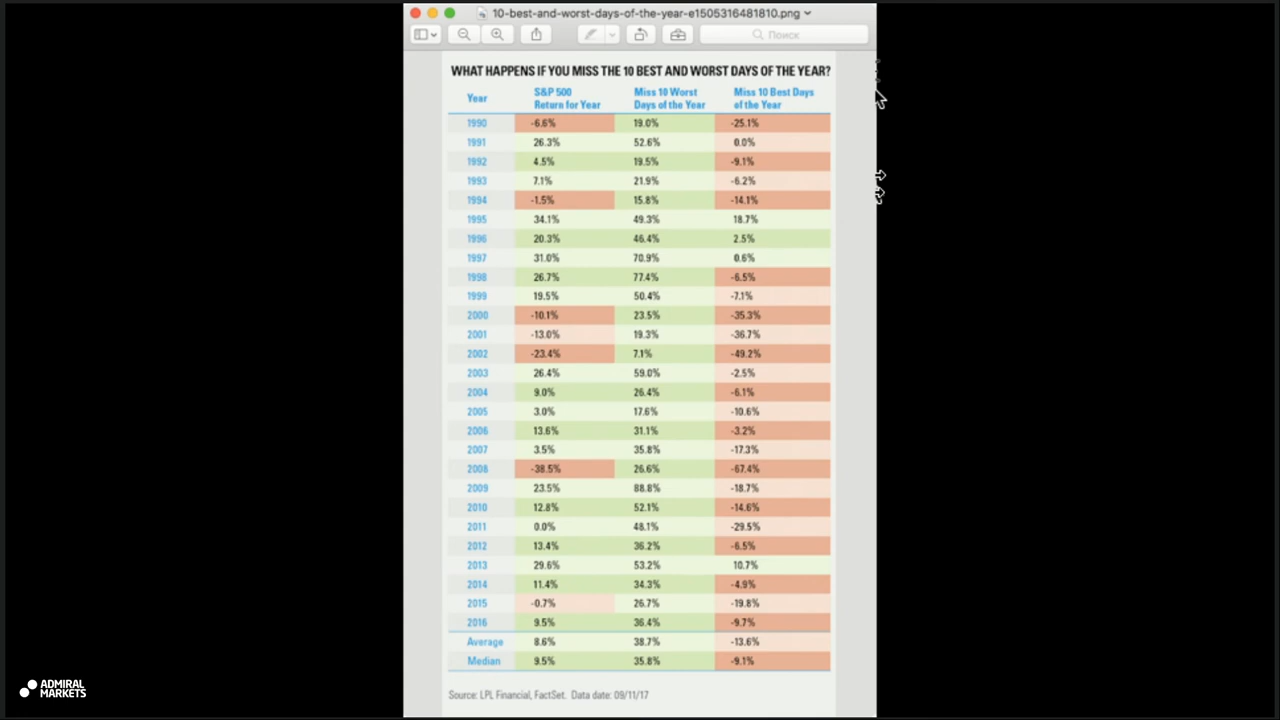 10-best-and-worst-days-of-the-year-e1505316481810.png
Поиск
WHAT HAPPENS IF YOU MISS THE 10 BEST AND WORST DAYS OF THE YEAR?
Year S&P 500 Return for Year Miss 10 Worst Days of the Year Miss 10 Best Days of the Year
1990 -6.6% 19.0% -25.1%
1991 26.3% 52.6% 0.0%
1992 4.5% 19.5% -9.1%
1993 7.1% 21.9% -6.2%
1994 -1.5% 15.8% -14.1%
1995 34.1% 49.3% 18.7%
1996 20.3% 46.4% 2.5%
1997 31.0% 70.9% 0.6%
1998 26.7% 77.4% -6.5%
1999 19.5% 50.4% -7.1%
2000 -10.1% 23.5% -35.3%
2001 -13.0% 19.3% -36.7%
2002 -23.4% 7.1% -49.2%
2003 26.4% 59.0% -2.5%
2004 9.0% 26.4% -6.1%
2005 3.0% 17.6% -10.6%
2006 13.6% 31.1% -3.2%
2007 3.5% 35.8% -17.3%
2008 -38.5% 26.6% -67.4%
2009 23.5% 88.8% -18.7%
2010 12.8% 52.1% -14.6%
2011 0.0% 48.1% -29.5%
2012 13.4% 36.2% -6.5%
2013 29.6% 53.2% 10.7%
2014 11.4% 34.3% -4.9%
2015 -0.7% 26.7% -19.8%
2016 9.5% 36.4% -9.7%
Average 8.6% 38.7% -13.6%
Median 9.5% 35.8% -9.1%
Source: LPL Financial, FactSet. Data date: 09/11/17
ADMIRAL
MARKETS